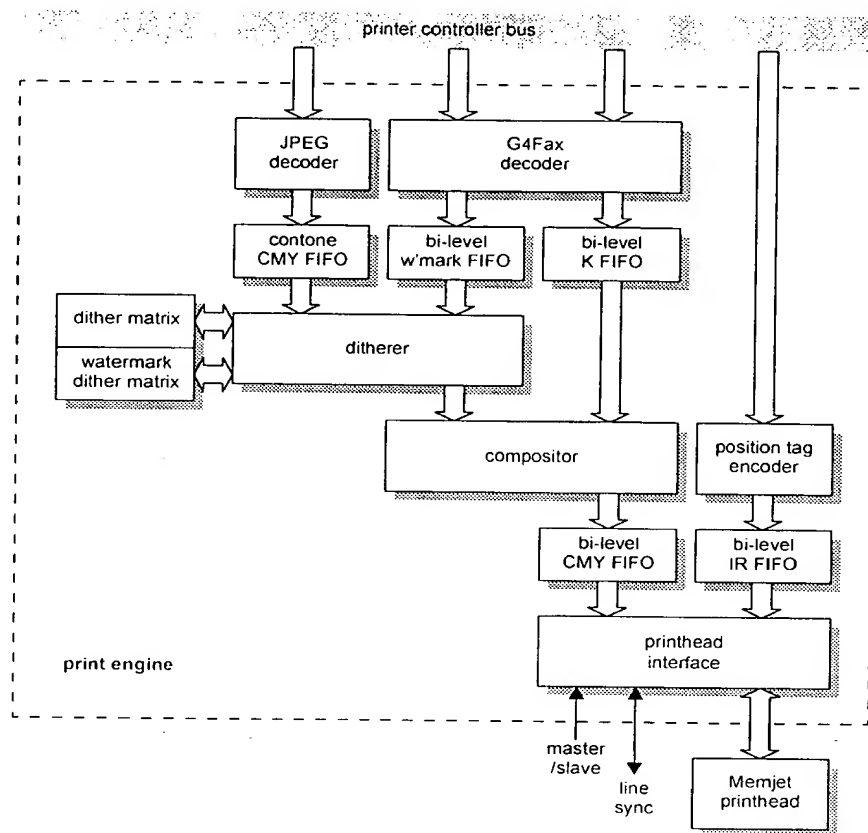 printer controller bus
JPEG
decoder
G4Fax
decoder
contone
CMY FIFO
bi-level
w'mark FIFO
bi-level
K FIFO
dither matrix
watermark
dither matrix
ditherer
compositor
position tag
encoder
bi-level
CMY FIFO
bi-level
IR FIFO
printhead
interface
print engine
master
/slave
line
sync
Memjet
printhead